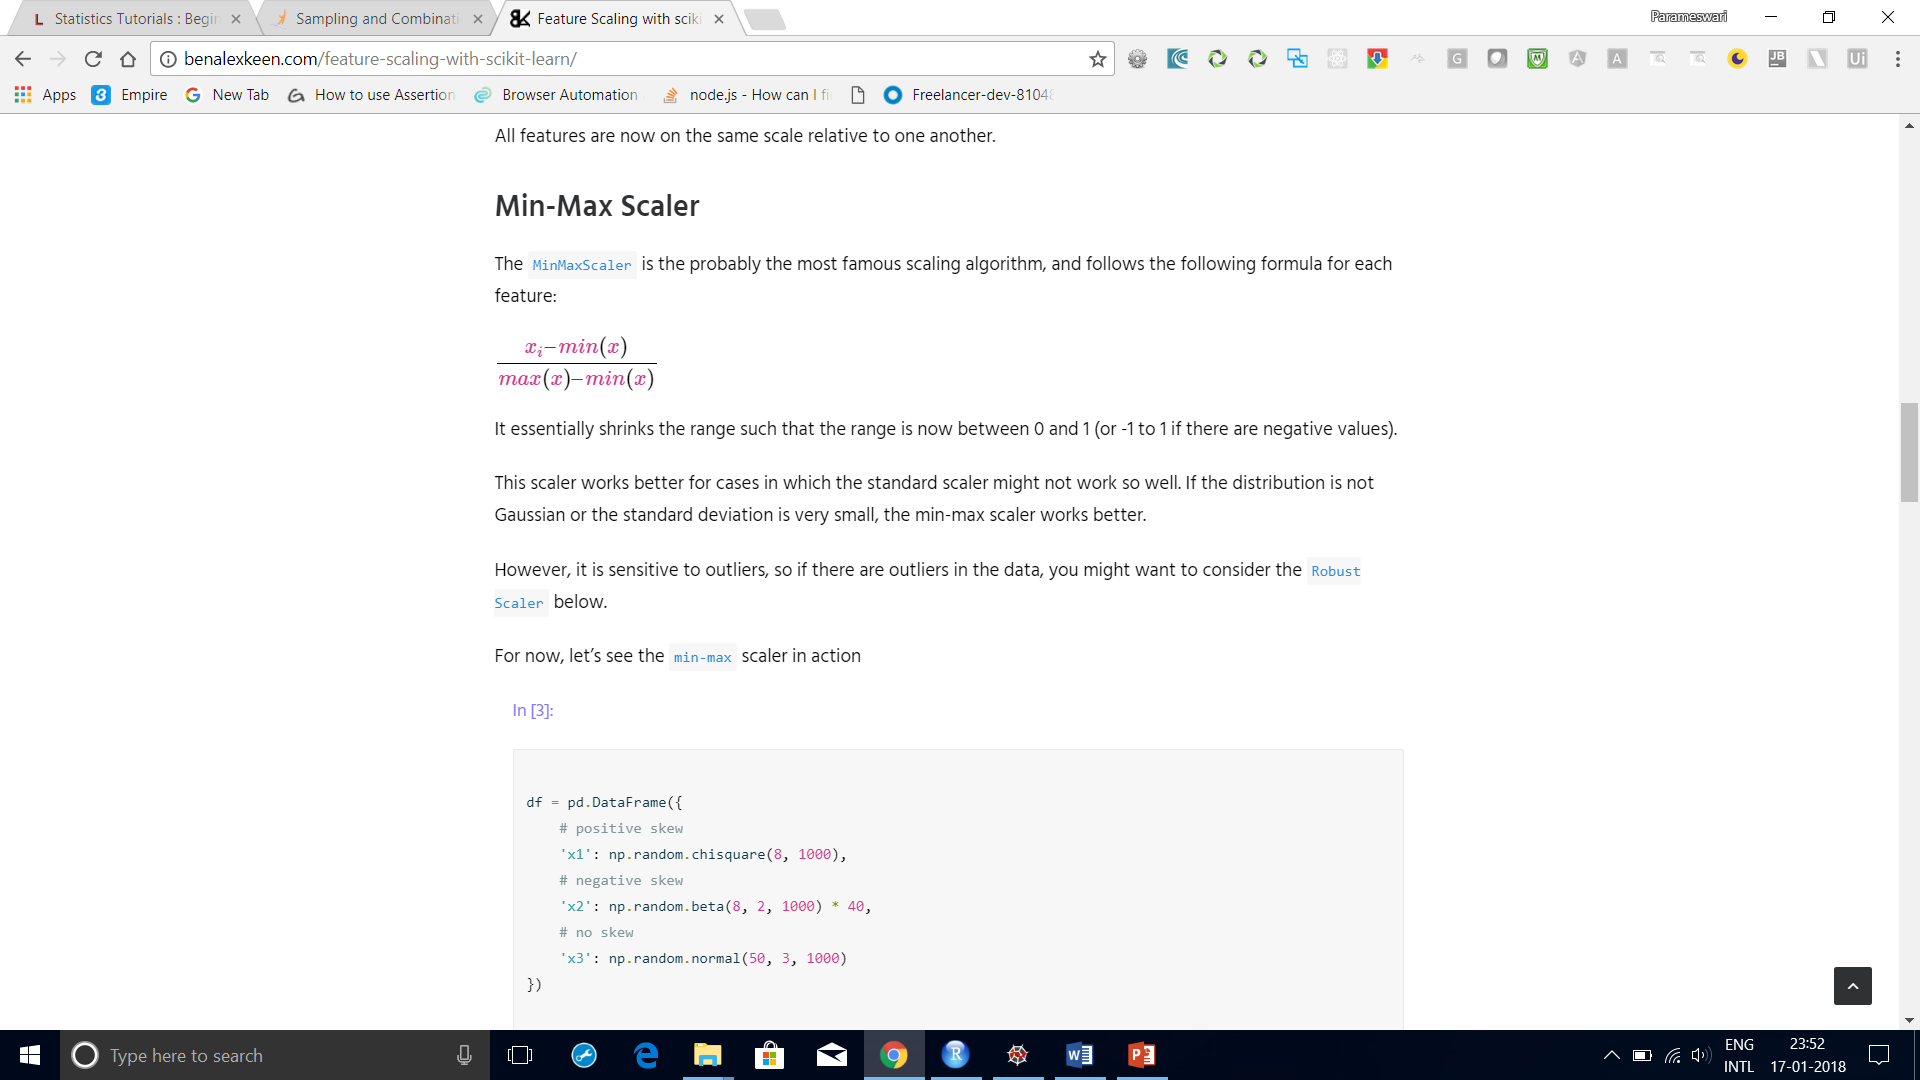 Statistics Tutorials : Begin
Sampling and Combinati
Feature Scaling with scik
Parameswari
benalexkeen.com/feature-scaling-with-scikit-learn/
Apps
Empire
New Tab
How to use Assertion
Browser Automation
node.js - How can I fi
Freelancer-dev-81048
All features are now on the same scale relative to one another.
Min-Max Scaler
The MinMaxScaler is the probably the most famous scaling algorithm, and follows the following formula for each
feature:
xi–min(x)
max(x)–min(x)
It essentially shrinks the range such that the range is now between 0 and 1 (or -1 to 1 if there are negative values).
This scaler works better for cases in which the standard scaler might not work so well. If the distribution is not
Gaussian or the standard deviation is very small, the min-max scaler works better.
However, it is sensitive to outliers, so if there are outliers in the data, you might want to consider the Robust
Scaler below.
For now, let’s see the min-max scaler in action
In [3]:
df = pd.DataFrame({
# positive skew
'x1': np.random.chisquare(8, 1000),
# negative skew
'x2': np.random.beta(8, 2, 1000) * 40,
# no skew
'x3': np.random.normal(50, 3, 1000)
})
Type here to search
ENG
INTL
23:52
17-01-2018